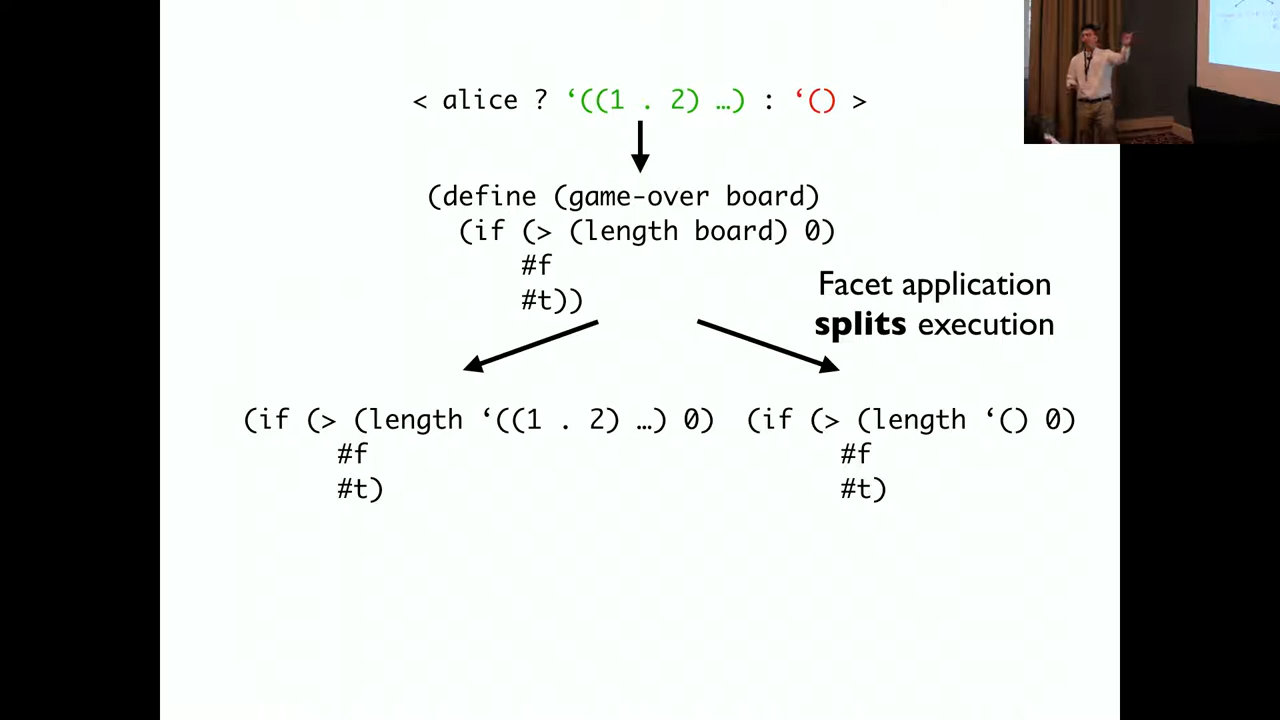 < alice ? ‘((1 . 2) …) : ‘() >
(define (game-over board)
(if (> (length board) 0)
#f
#t))
Facet application
splits execution
(if (> (length ‘((1 . 2) …) 0)
#f
#t)
(if (> (length ‘() 0)
#f
#t)